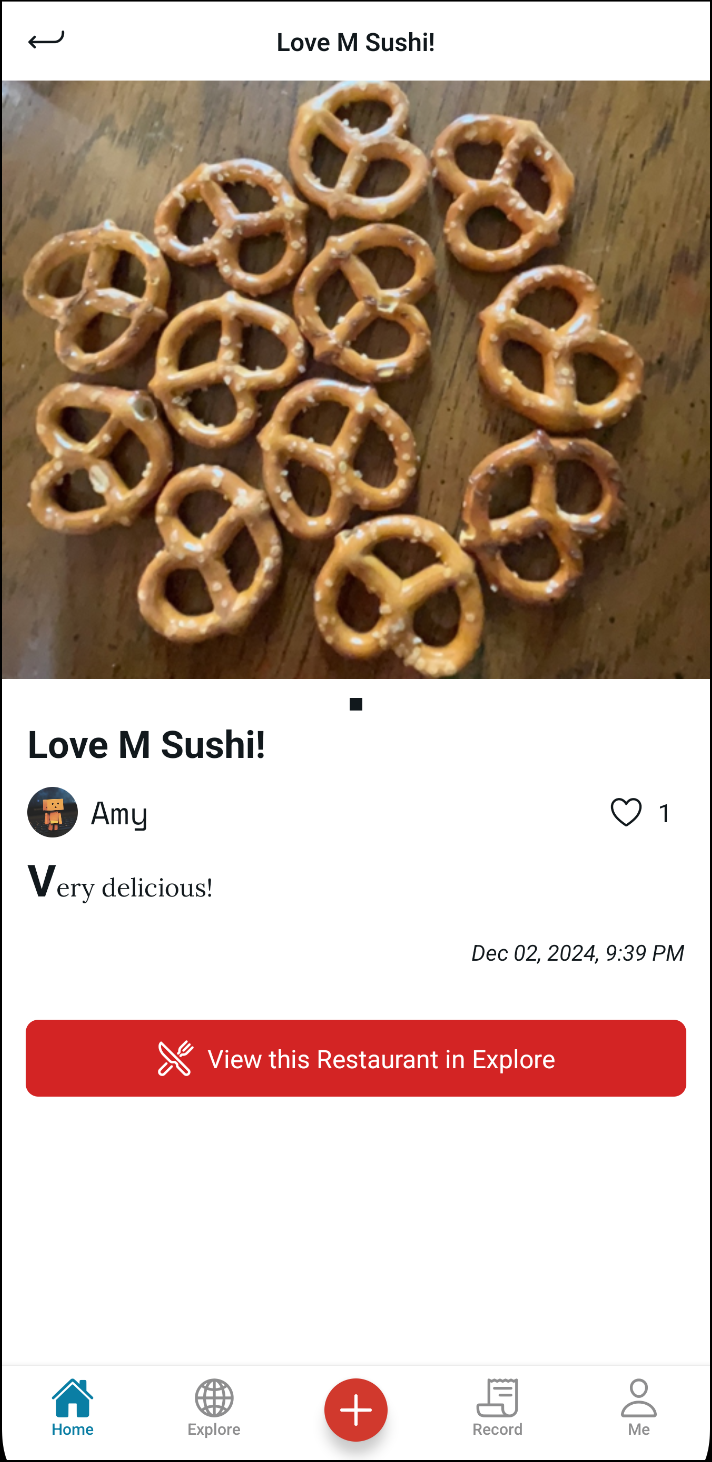 Love M Sushi!
Love M Sushi!
Amy
1
Very delicious!
Dec 02, 2024, 9:39 PM
View this Restaurant in Explore
Home
Explore
Record
Me